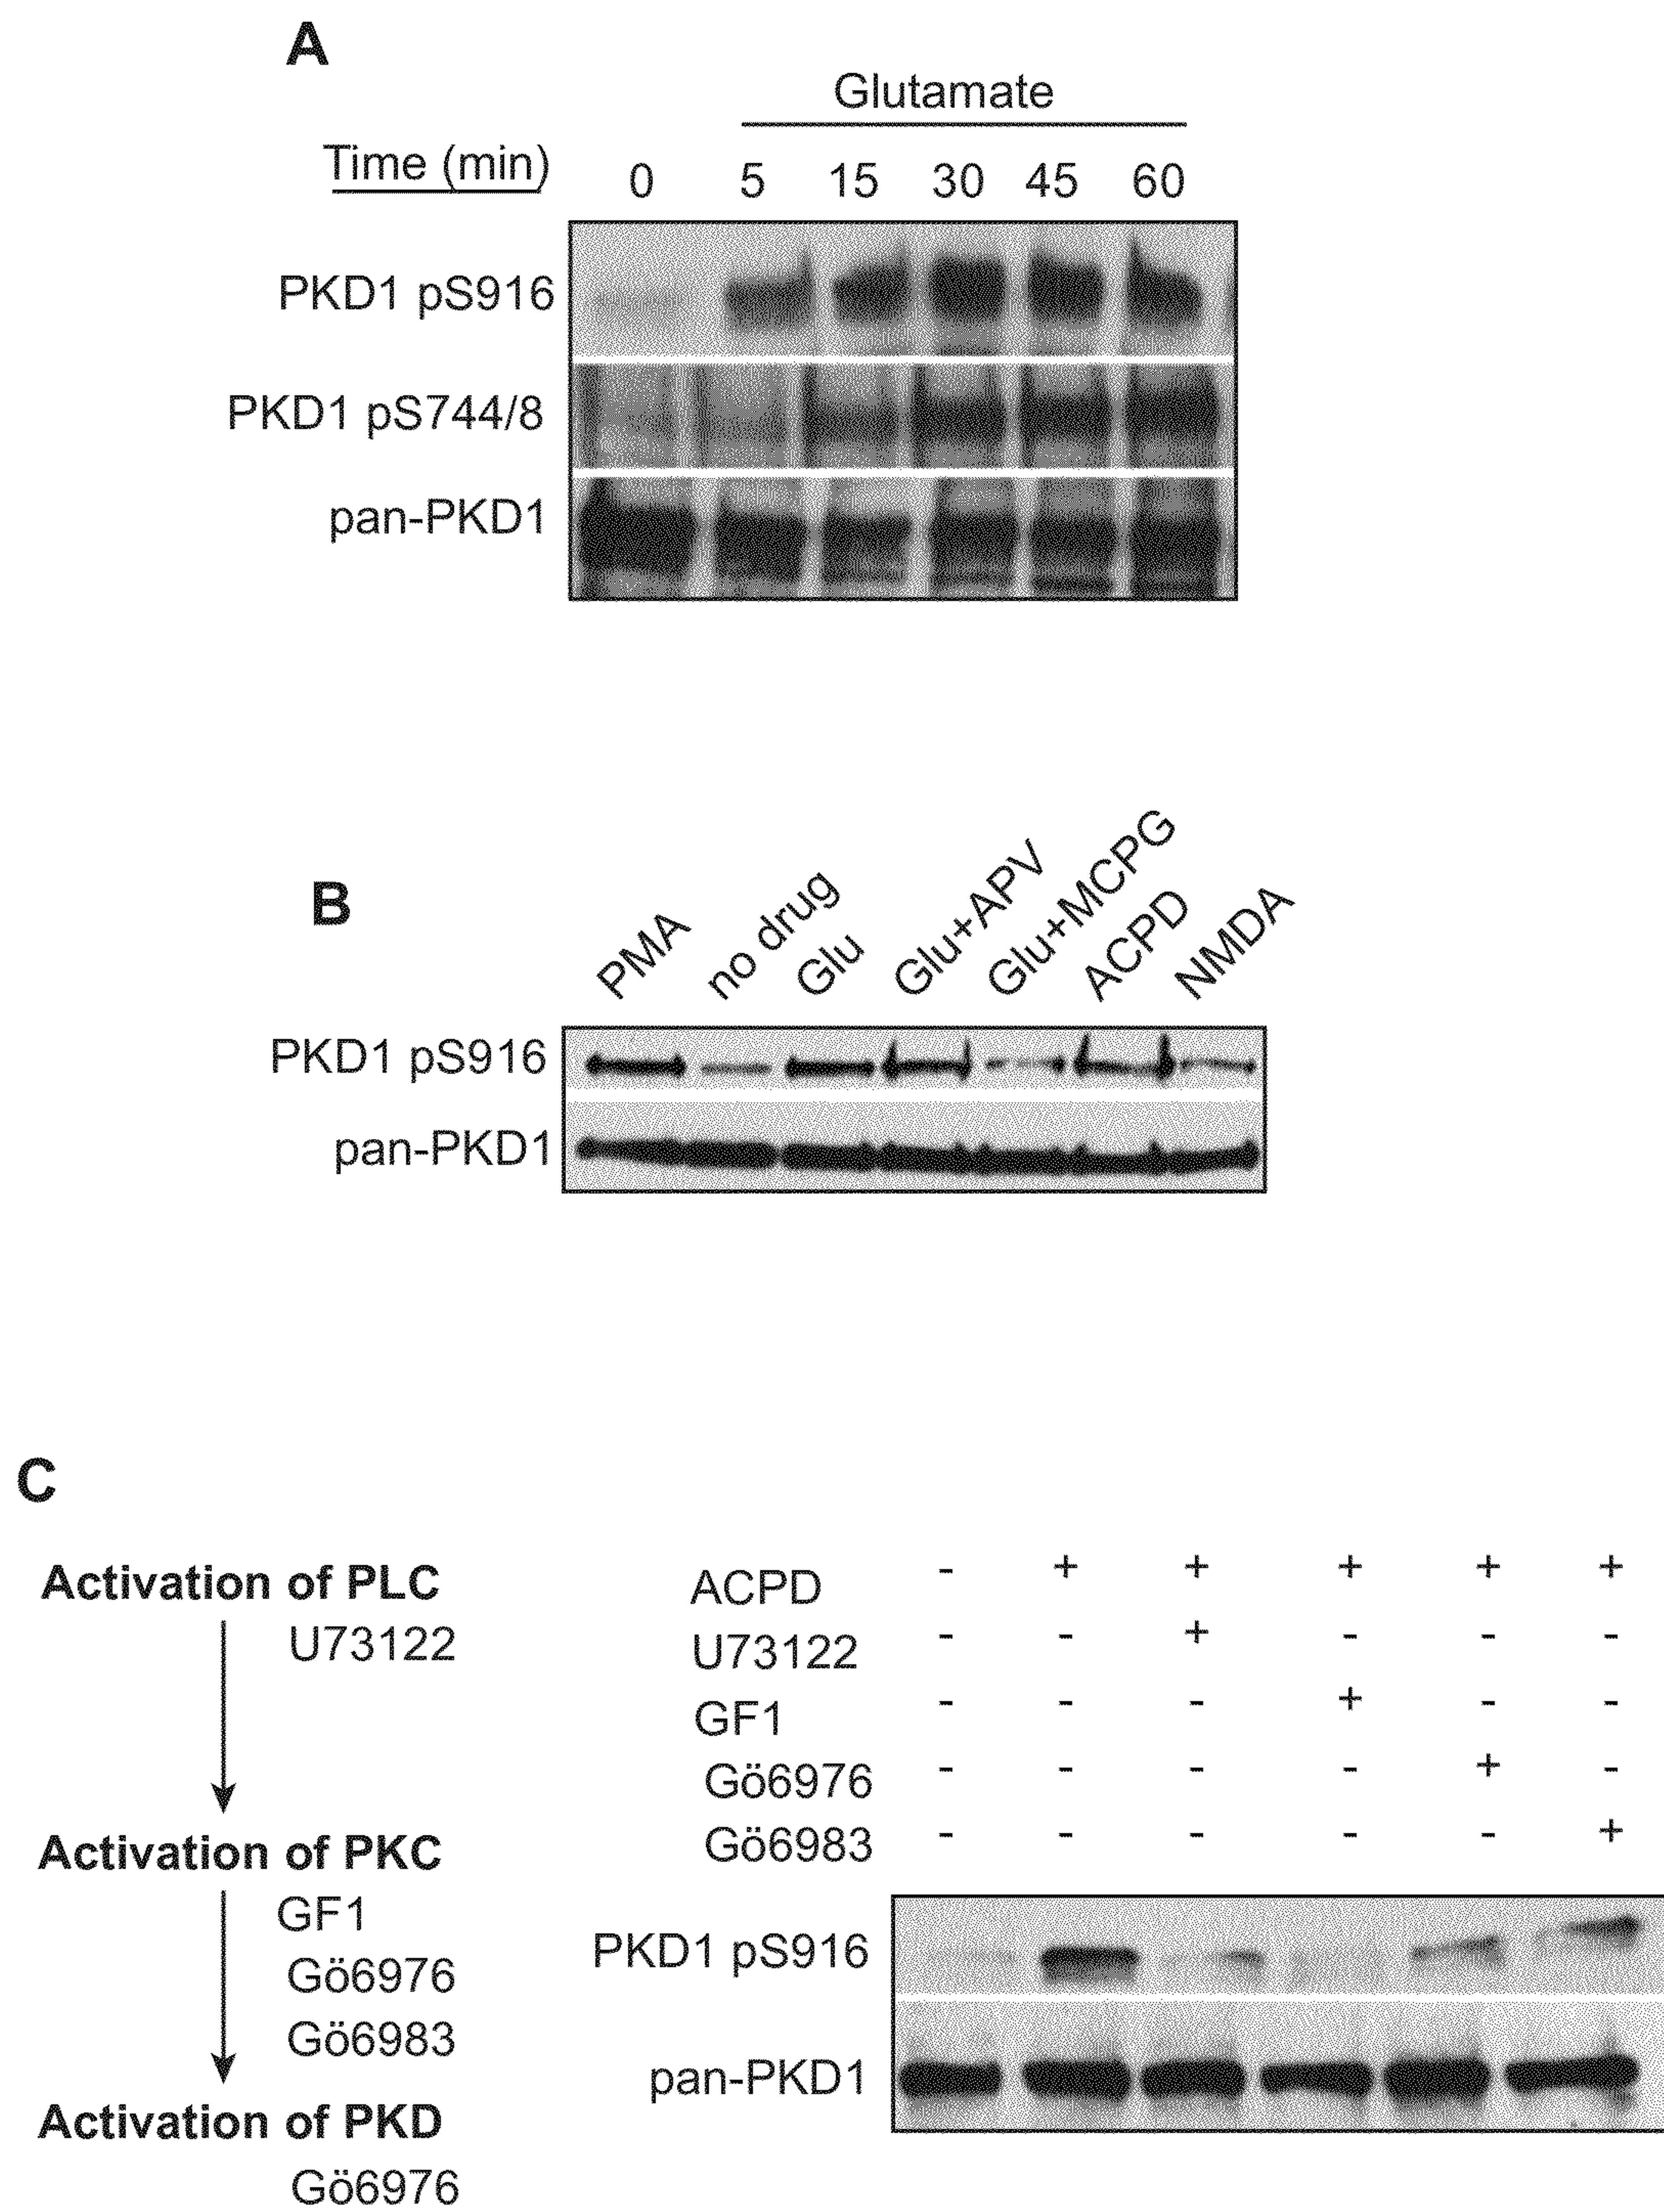 A
Glutamate
Time (min) 0 5 15 30 45 60
PKD1 pS916
PKD1 pS744/8
pan-PKD1
B
PMA no drug Glu Glu+APV Glu+MCPG ACPD NMDA
PKD1 pS916
pan-PKD1
C
Activation of PLC
U73122
Activation of PKC
GF1
Gö6976
Gö6983
Activation of PKD
Gö6976
ACPD - + + + + +
U73122 - - + - - -
GF1 - - - + - -
Gö6976 - - - - + -
Gö6983 - - - - - +
PKD1 pS916
pan-PKD1